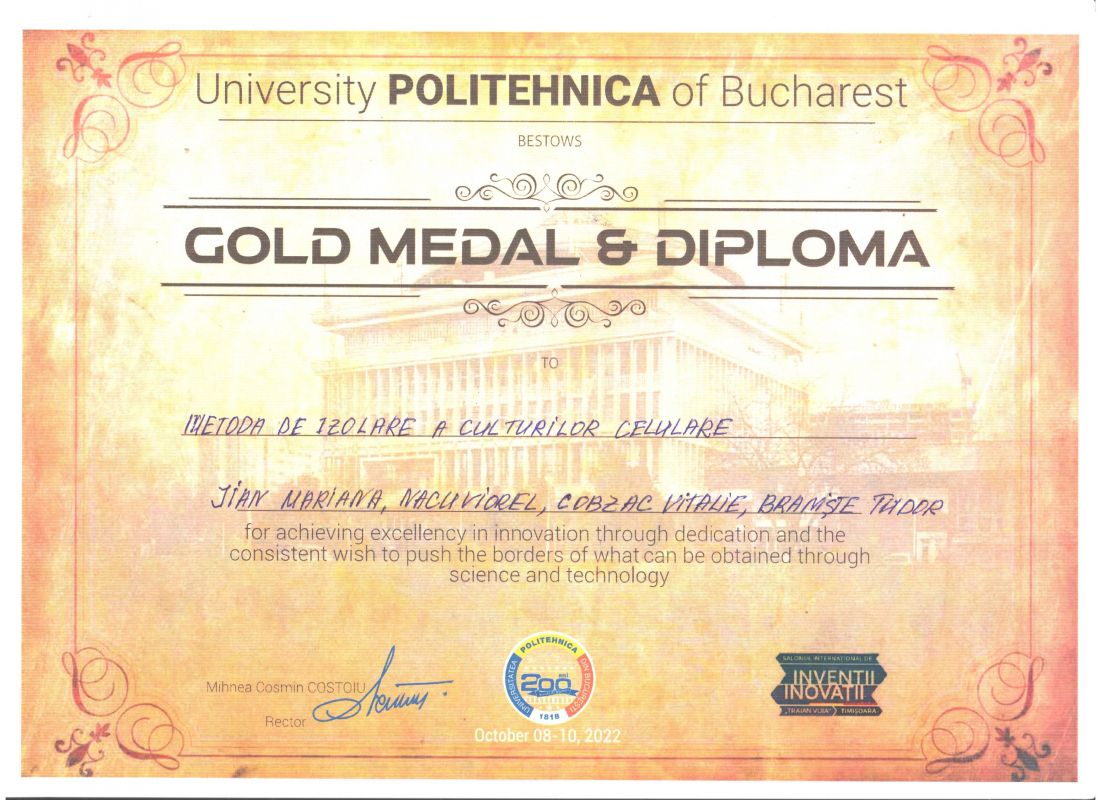 University POLITEHNICA of Bucharest
BESTOWS
GOLD MEDAL & DIPLOMA
TO
METODA DE IZOLARE A CULTURILOR CELULARE
JIAN MARIANA, NACU VIOREL, COBZAC VITALIE, BRANIȘTE TUDOR
for achieving excellency in innovation through dedication and the
consistent wish to push the borders of what can be obtained through
science and technology
Mihnea Cosmin COSTOIU
Rector
UNIVERSITATEA POLITEHNICA DIN BUCUREȘTI
200 ani
1818
October 08-10, 2022
SALONUL INTERNAȚIONAL DE
INVENȚII
INOVAȚII
"TRAIAN VUIA" TIMIȘOARA